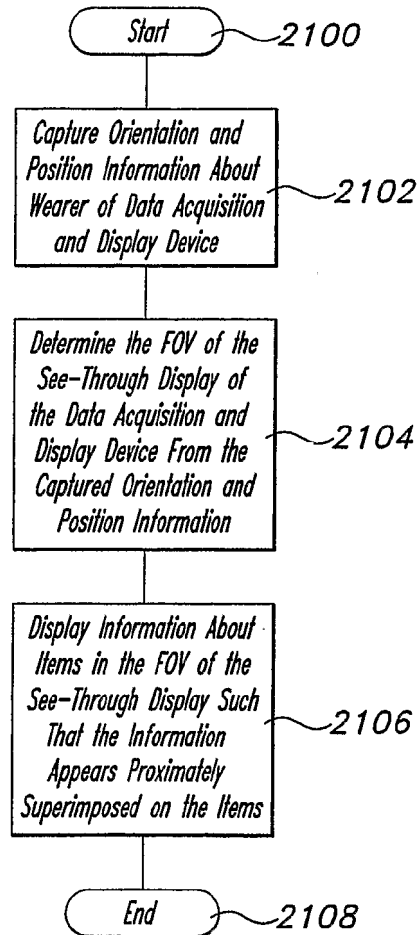 Start
2100
Capture Orientation and
Position Information About
Wearer of Data Acquisition
and Display Device
2102
Determine the FOV of the
See-Through Display of
the Data Acquisition and
Display Device From the
Captured Orientation and
Position Information
2104
Display Information About
Items in the FOV of the
See-Through Display Such
That the Information
Appears Proximately
Superimposed on the Items
2106
End
2108